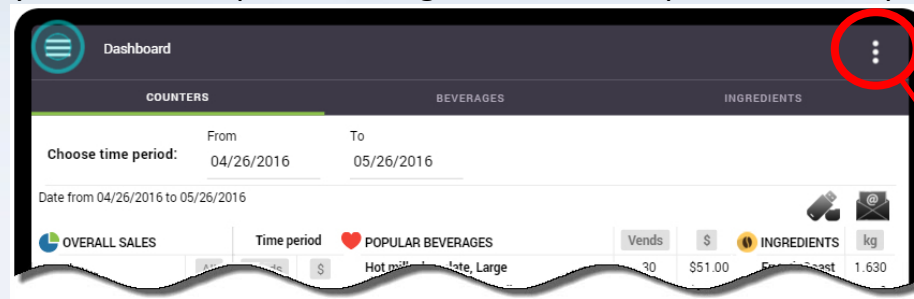 Dashboard
COUNTERS BEVERAGES INGREDIENTS
From To
Choose time period: 04/26/2016 05/26/2016
Date from 04/26/2016 to 05/26/2016
@
OVERALL SALES Time period POPULAR BEVERAGES Vends $ INGREDIENTS kg
$ Large 30 $51.00 1.630